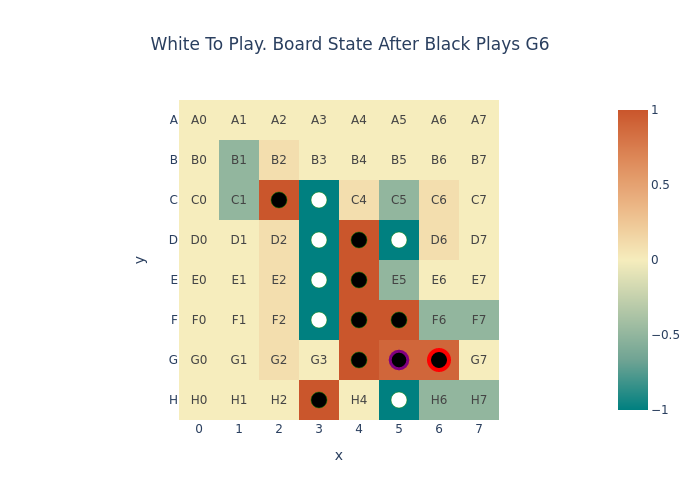 White To Play. Board State After Black Plays G6
A A0 A1 A2 A3 A4 A5 A6 A7
B B0 B1 B2 B3 B4 B5 B6 B7
C C0 C1 C4 C5 C6 C7
D D0 D1 D2 D6 D7
E E0 E1 E2 E5 E6 E7
F F0 F1 F2 F6 F7
G G0 G1 G2 G3 G7
H H0 H1 H2 H4 H6 H7
0 1 2 3 4 5 6 7
x
y
1
0.5
0
−0.5
−1